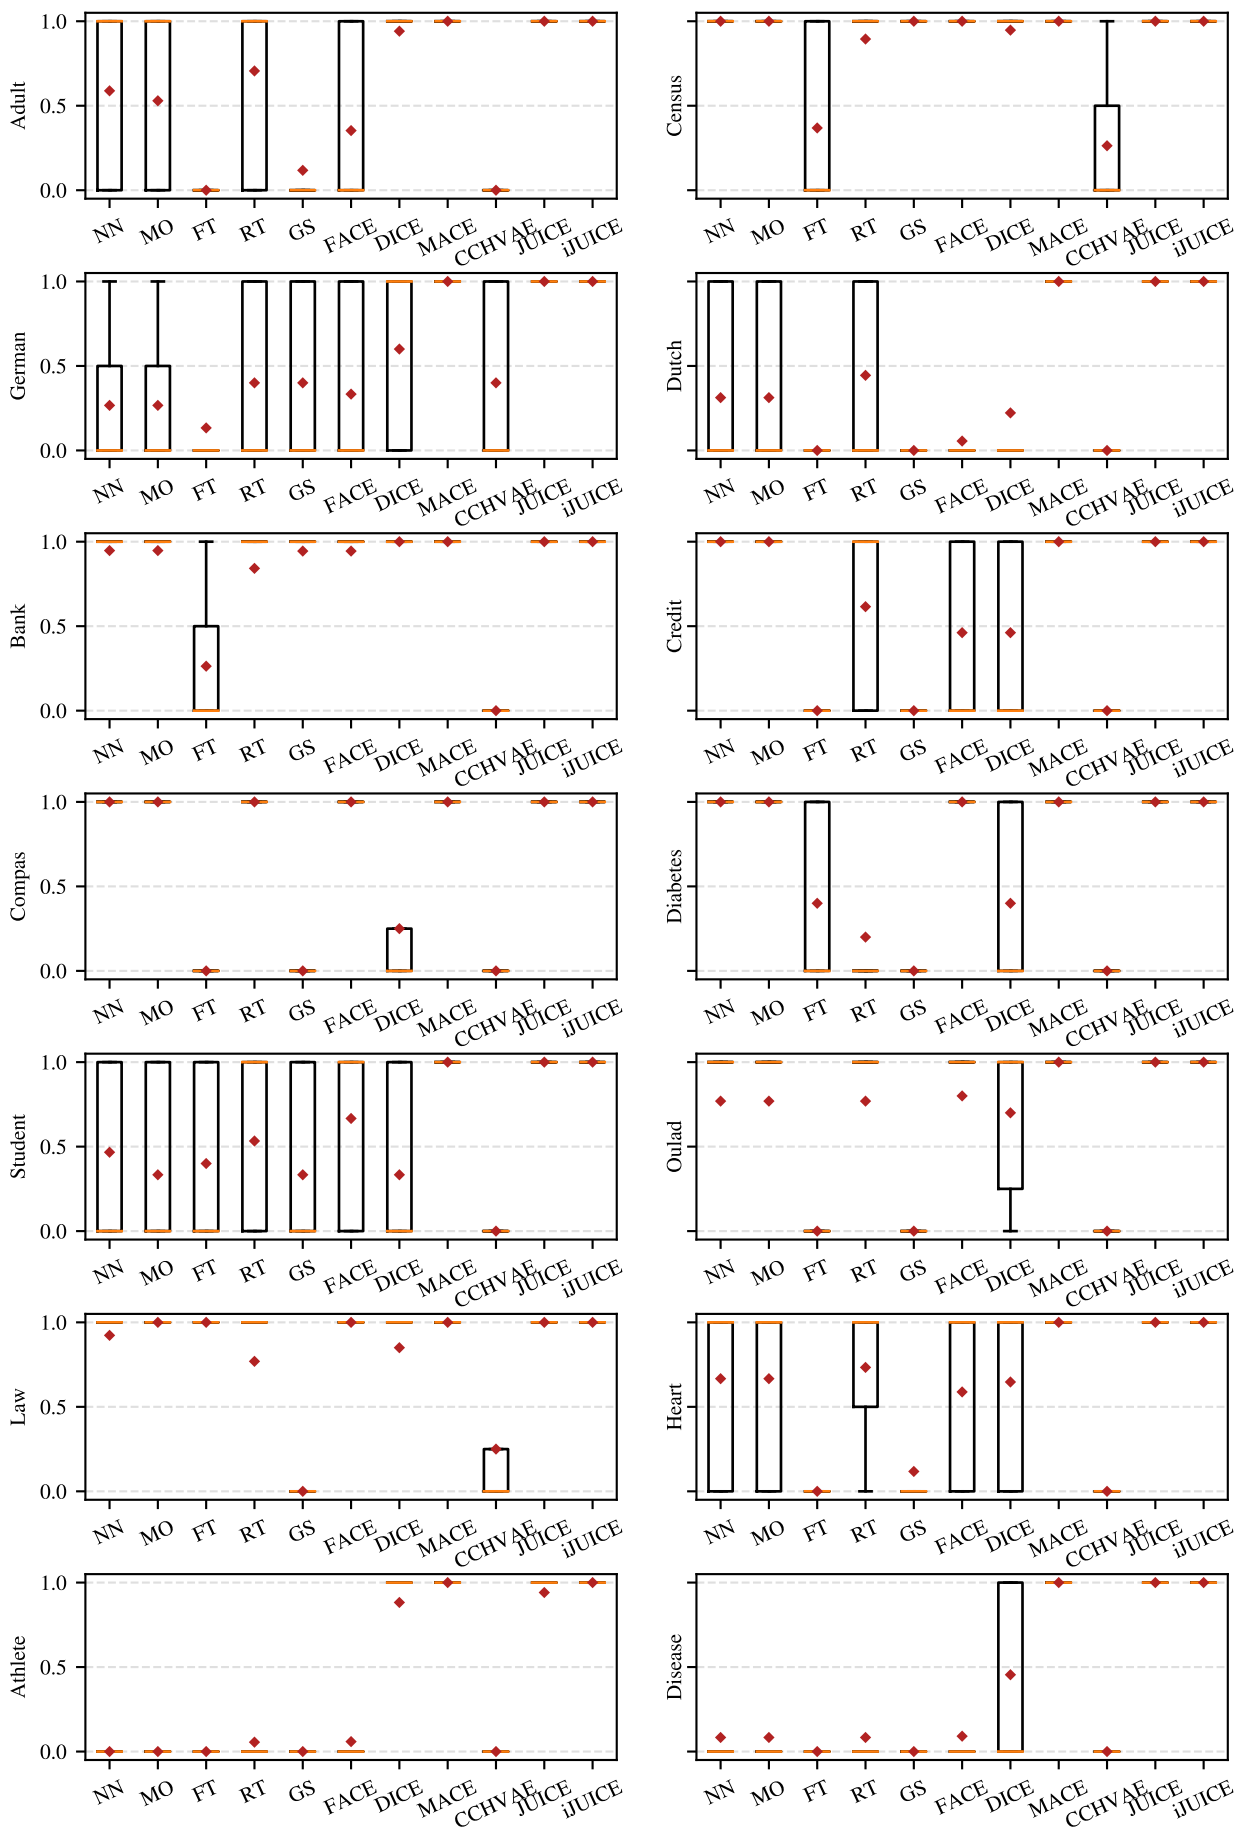 Adult
1.0
0.5
0.0
NN MO FT RT GS FACE DICE MACE CCHVAE JUICE iJUICE
Census
NN MO FT RT GS FACE DICE MACE CCHVAE JUICE iJUICE
German
1.0
0.5
0.0
NN MO FT RT GS FACE DICE MACE CCHVAE JUICE iJUICE
Dutch
NN MO FT RT GS FACE DICE MACE CCHVAE JUICE iJUICE
Bank
1.0
0.5
0.0
NN MO FT RT GS FACE DICE MACE CCHVAE JUICE iJUICE
Credit
NN MO FT RT GS FACE DICE MACE CCHVAE JUICE iJUICE
Compas
1.0
0.5
0.0
NN MO FT RT GS FACE DICE MACE CCHVAE JUICE iJUICE
Diabetes
NN MO FT RT GS FACE DICE MACE CCHVAE JUICE iJUICE
Student
1.0
0.5
0.0
NN MO FT RT GS FACE DICE MACE CCHVAE JUICE iJUICE
Oulad
NN MO FT RT GS FACE DICE MACE CCHVAE JUICE iJUICE
Law
1.0
0.5
0.0
NN MO FT RT GS FACE DICE MACE CCHVAE JUICE iJUICE
Heart
NN MO FT RT GS FACE DICE MACE CCHVAE JUICE iJUICE
Athlete
1.0
0.5
0.0
NN MO FT RT GS FACE DICE MACE CCHVAE JUICE iJUICE
Disease
NN MO FT RT GS FACE DICE MACE CCHVAE JUICE iJUICE